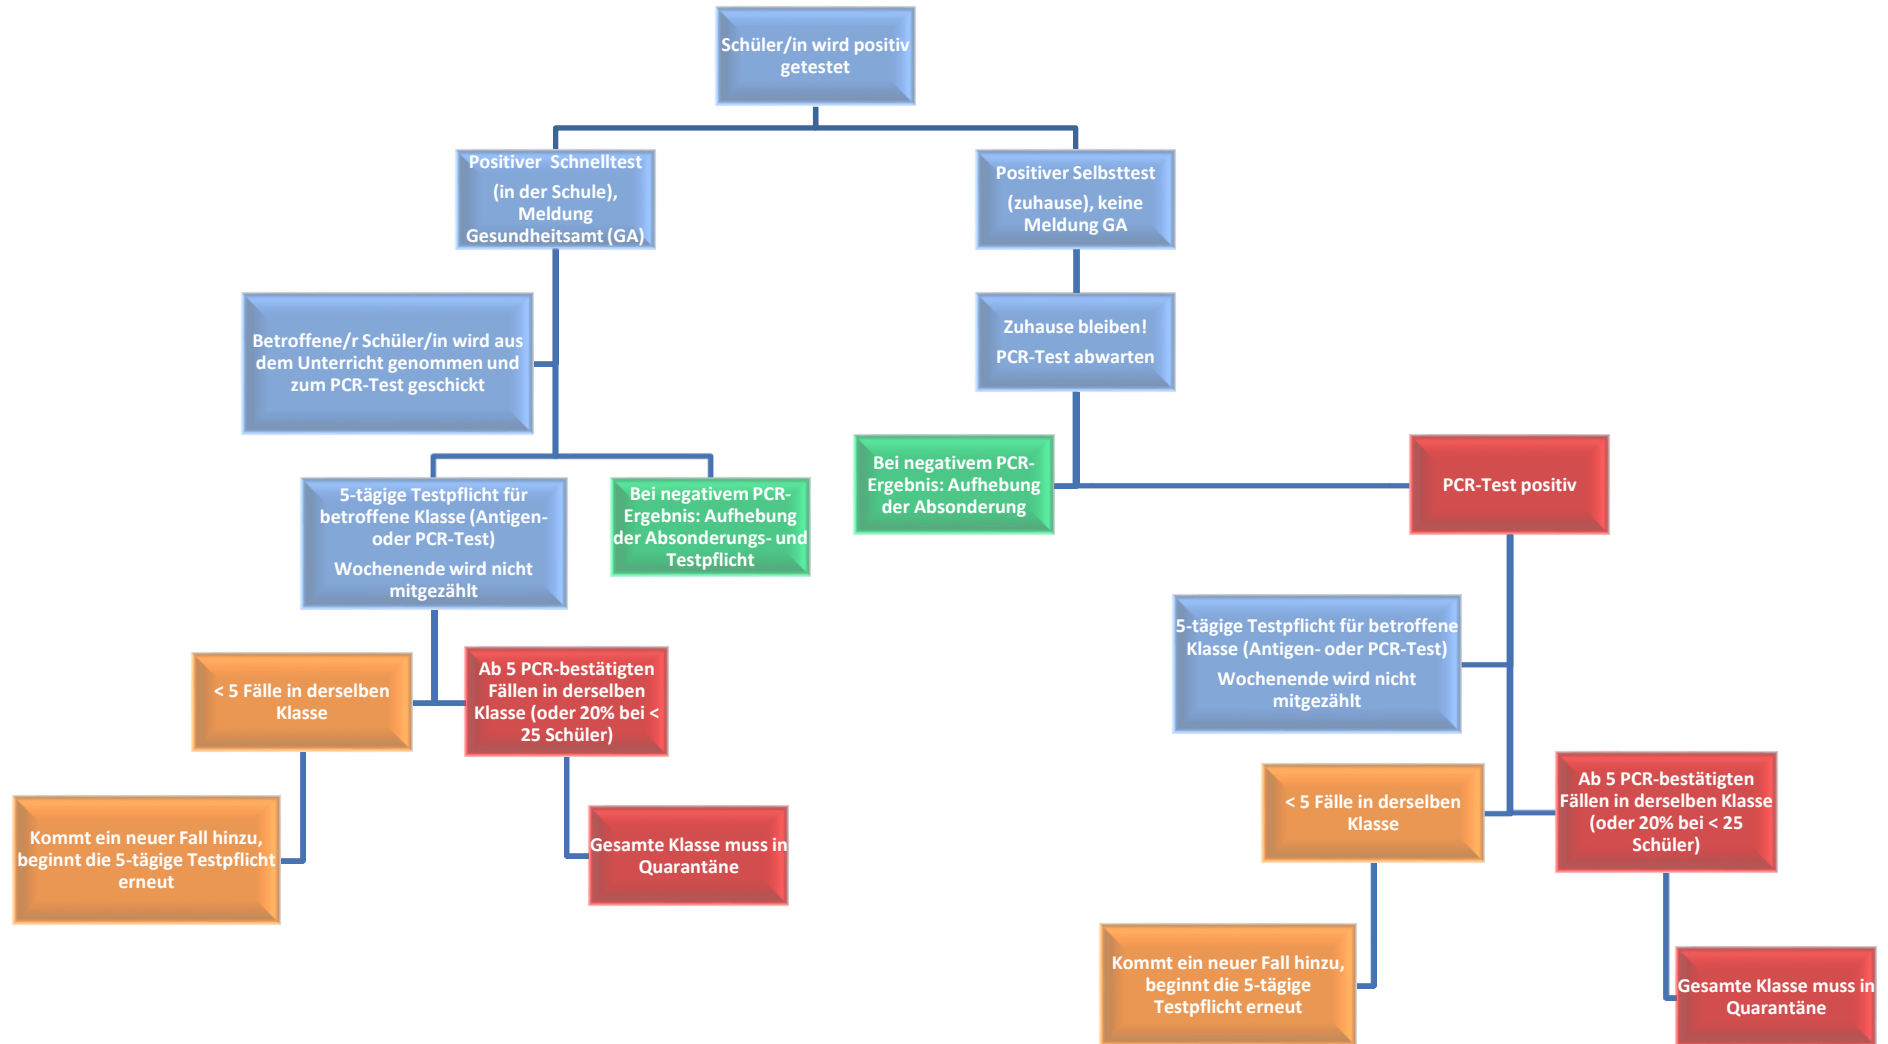 Schüler/in wird positiv
getestet
Positiver Schnelltest
(in der Schule),
Meldung
Gesundheitsamt (GA)
Positiver Selbsttest
(zuhause), keine
Meldung GA
Betroffene/r Schüler/in wird aus
dem Unterricht genommen und
zum PCR-Test geschickt
Zuhause bleiben!
PCR-Test abwarten
5-tägige Testpflicht für
betroffene Klasse (Antigen-
oder PCR-Test)
Wochenende wird nicht
mitgezählt
Bei negativem PCR-
Ergebnis: Aufhebung
der Absonderungs- und
Testpflicht
Bei negativem PCR-
Ergebnis: Aufhebung
der Absonderung
PCR-Test positiv
< 5 Fälle in derselben
Klasse
Ab 5 PCR-bestätigten
Fällen in derselben
Klasse (oder 20% bei <
25 Schüler)
Kommt ein neuer Fall hinzu,
beginnt die 5-tägige Testpflicht
erneut
Gesamte Klasse muss in
Quarantäne
5-tägige Testpflicht für betroffene
Klasse (Antigen- oder PCR-Test)
Wochenende wird nicht
mitgezählt
< 5 Fälle in derselben
Klasse
Ab 5 PCR-bestätigten
Fällen in derselben Klasse
(oder 20% bei < 25
Schüler)
Kommt ein neuer Fall hinzu,
beginnt die 5-tägige
Testpflicht erneut
Gesamte Klasse muss in
Quarantäne